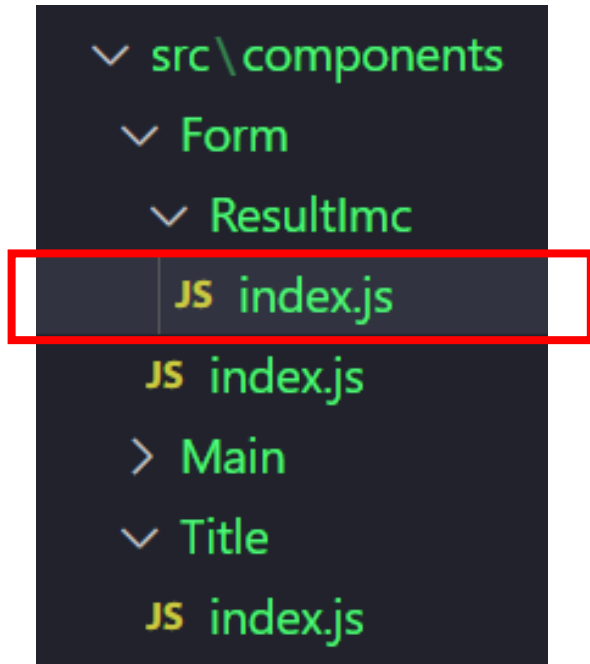 src\components
Form
ResultImc
JS index.js
JS index.js
Main
Title
JS index.js